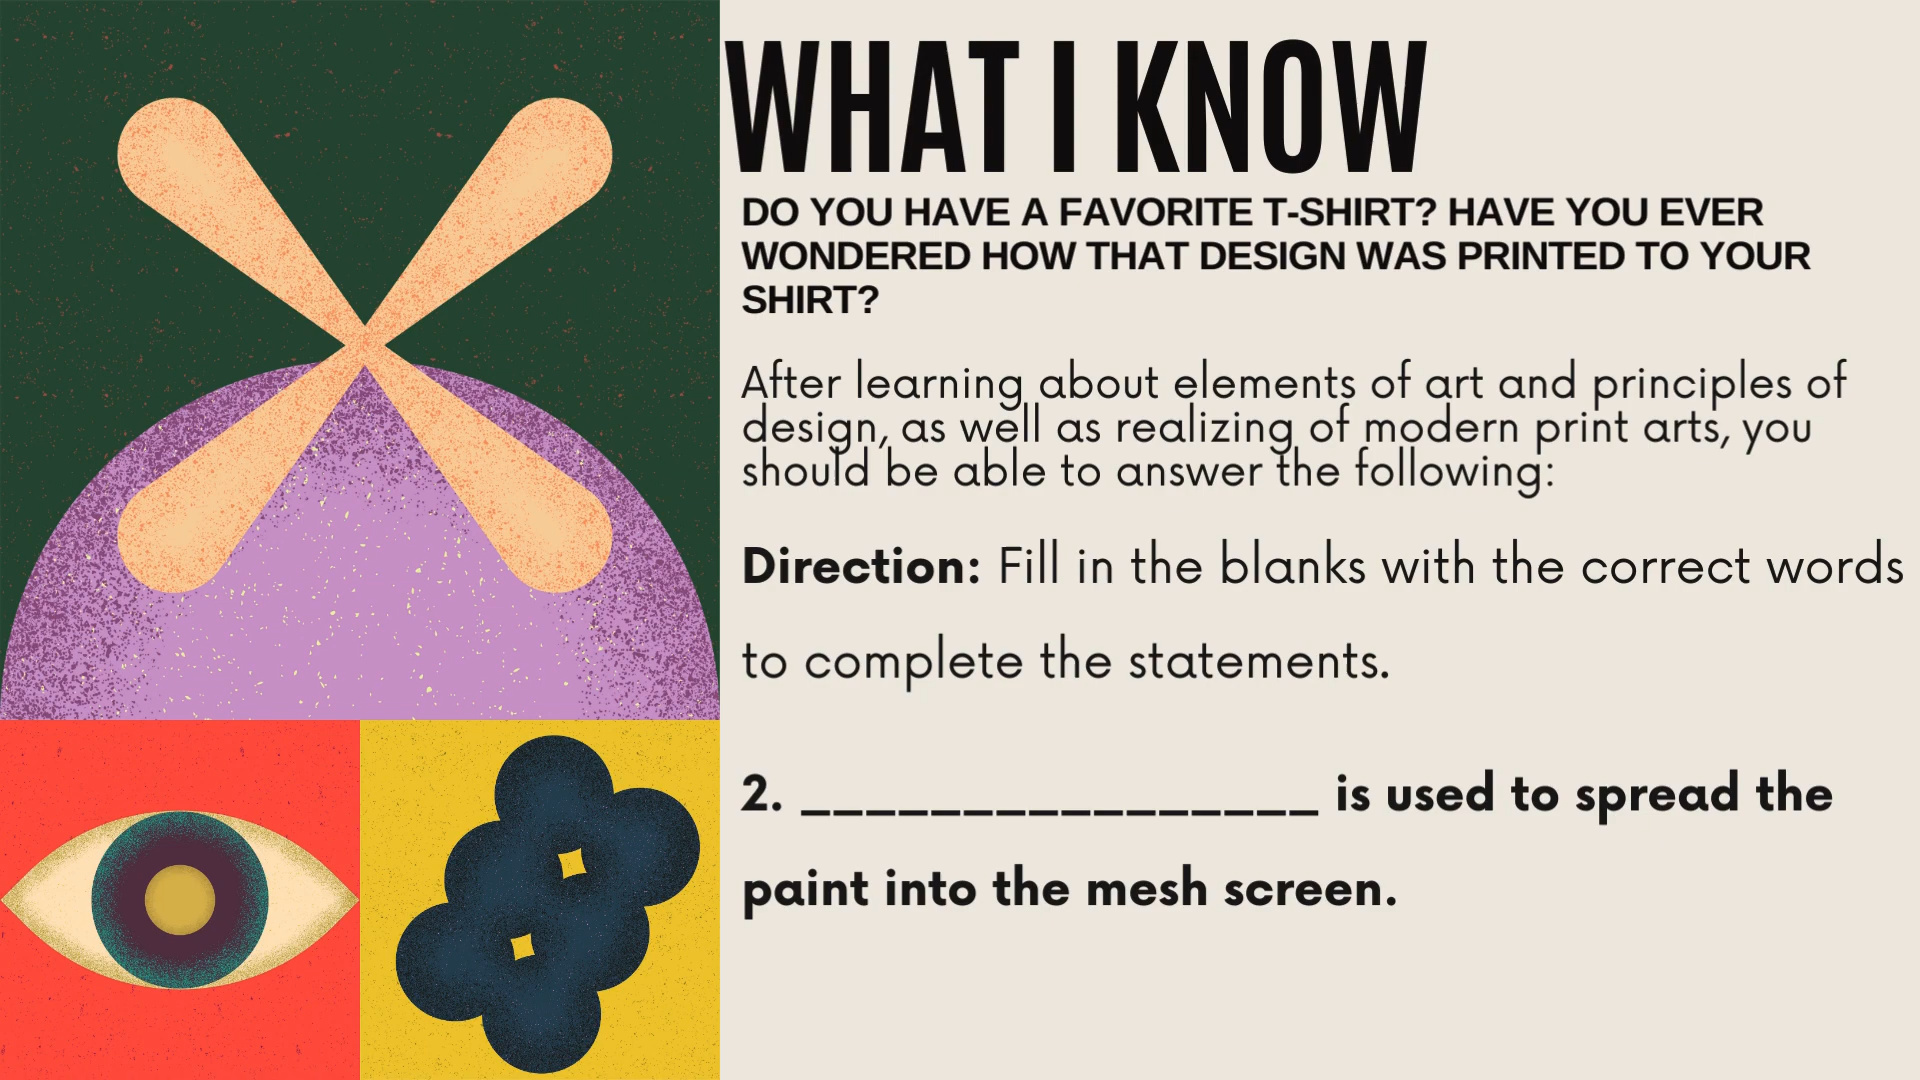 WHAT I KNOW
DO YOU HAVE A FAVORITE T-SHIRT? HAVE YOU EVER
WONDERED HOW THAT DESIGN WAS PRINTED TO YOUR
SHIRT?
After learning about elements of art and principles of
design, as well as realizing of modern print arts, you
should be able to answer the following:
Direction: Fill in the blanks with the correct words
to complete the statements.
2. ________________ is used to spread the
paint into the mesh screen.